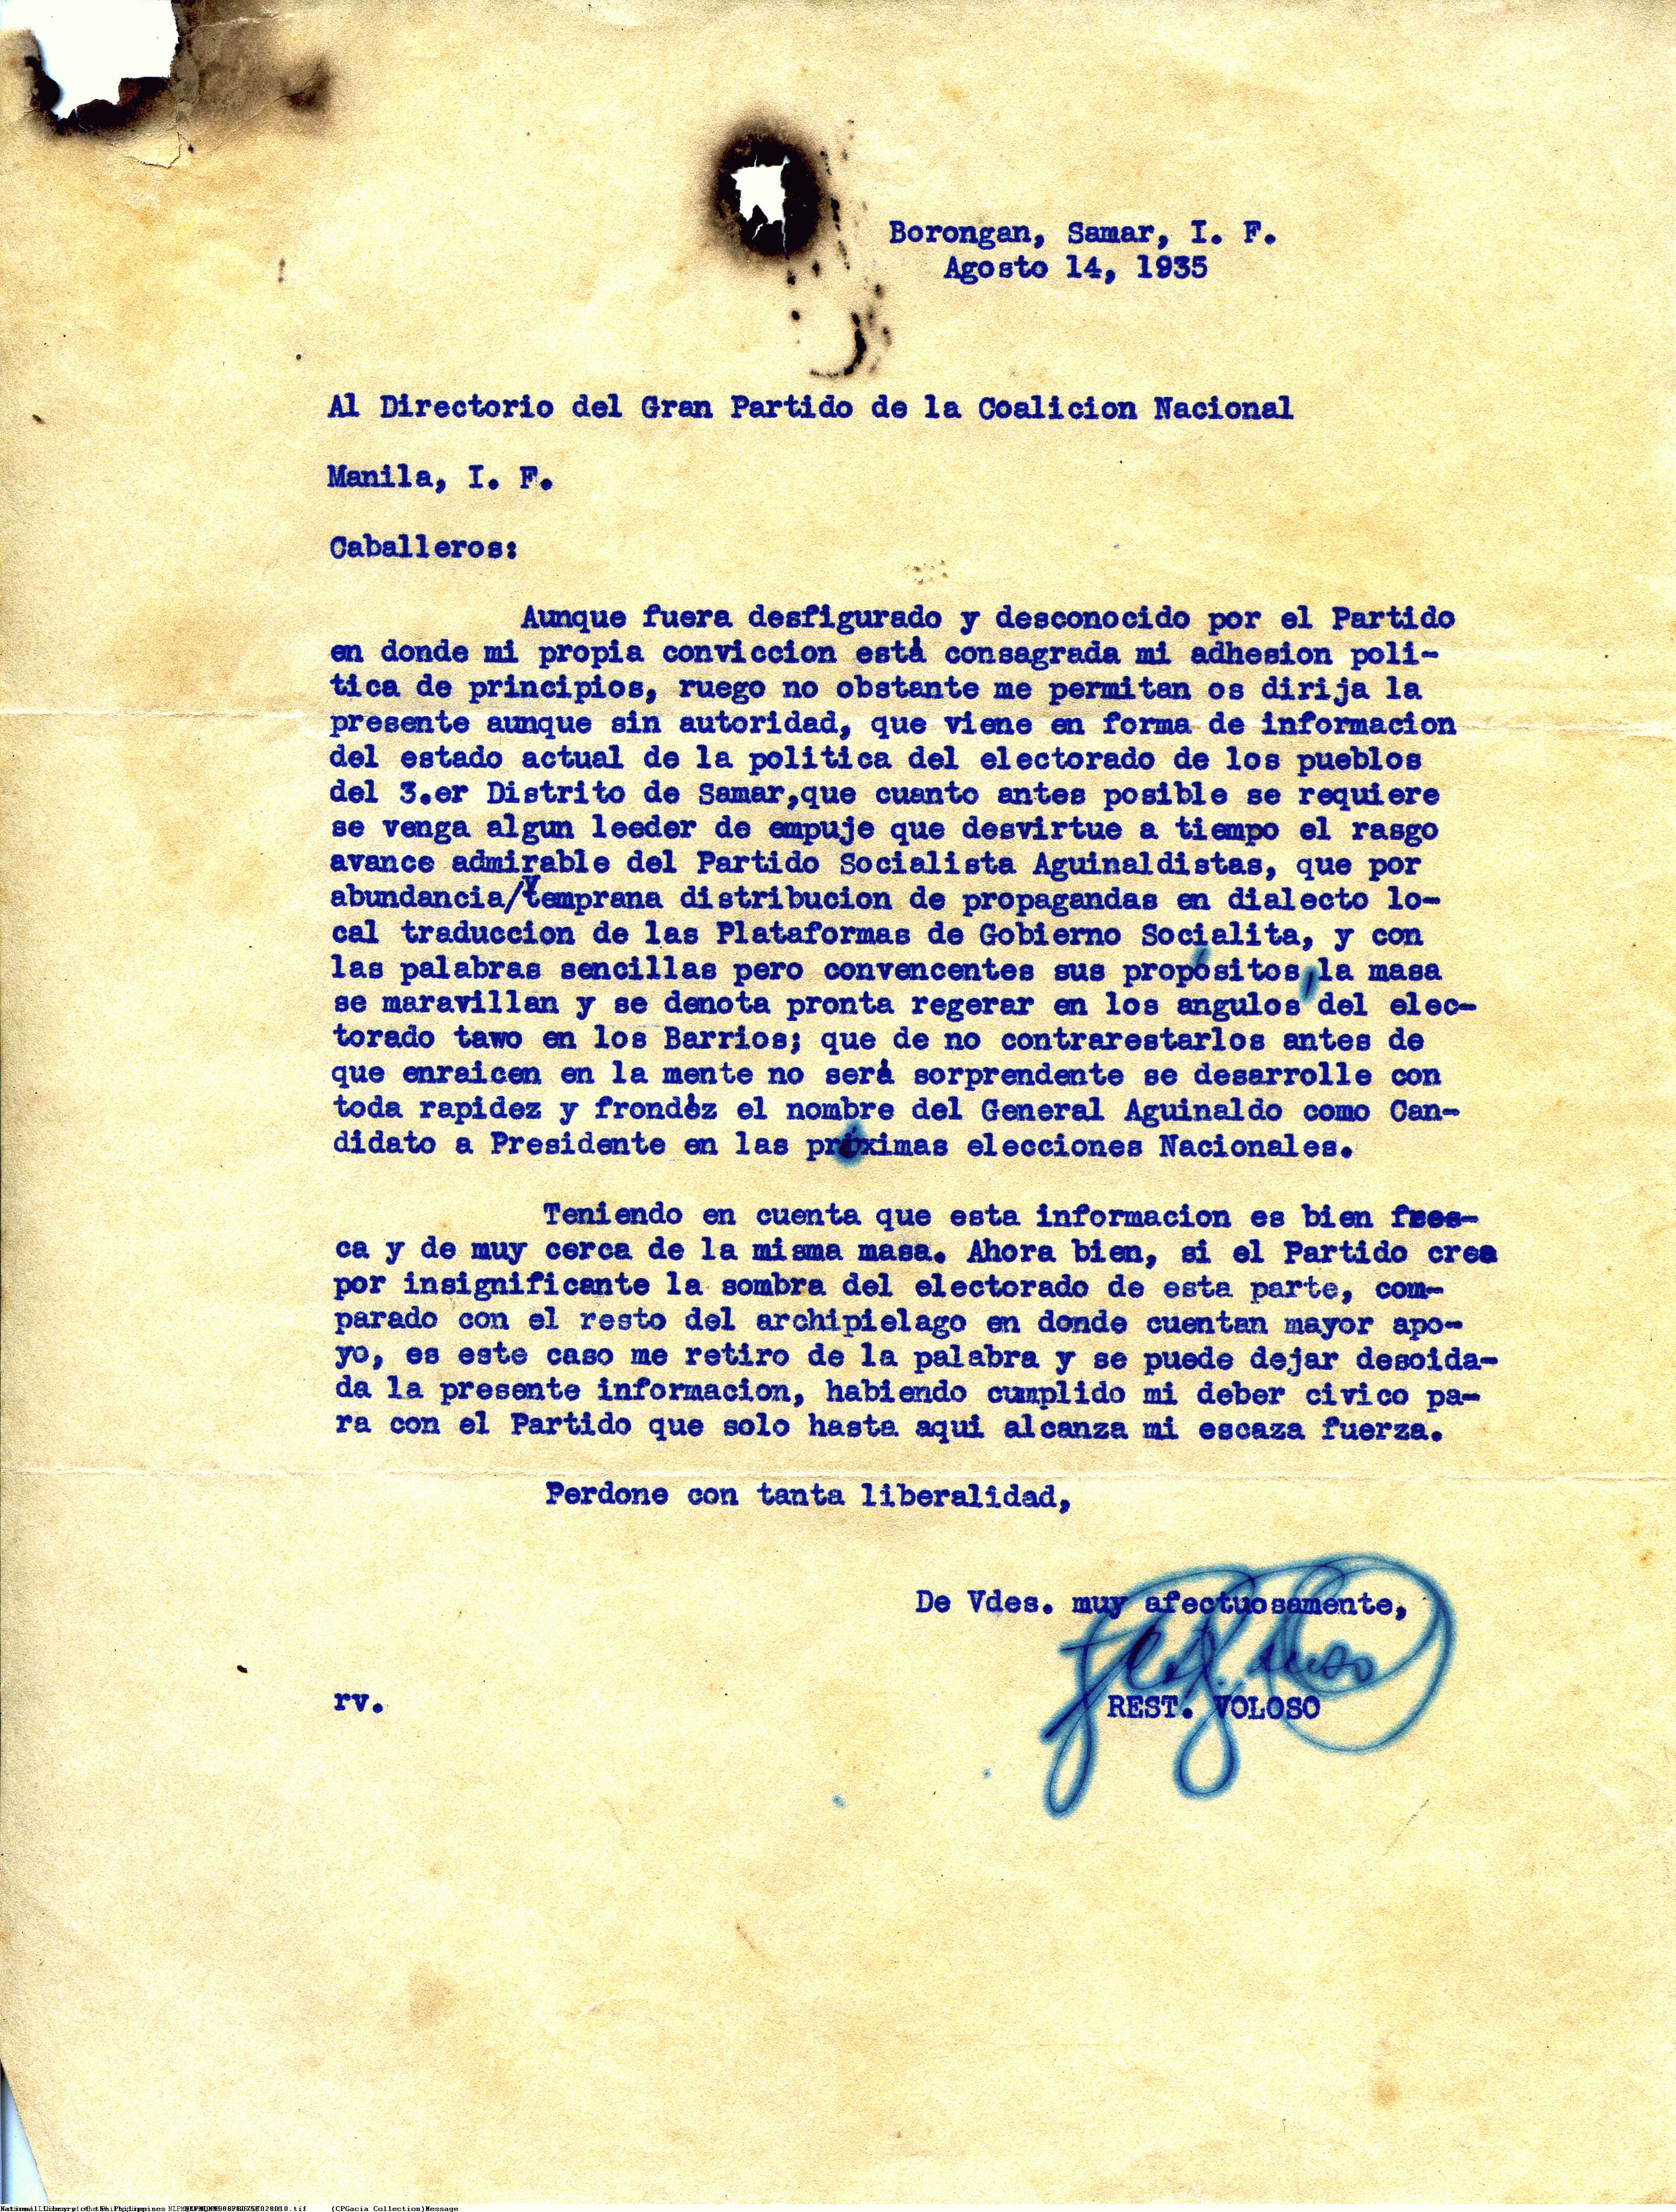 Borongan, Samar, I. F.
Agosto 14, 1935
Al Directorio del Gran Partido de la Coalicion Nacional
Manila, I. F.
Caballeros:
Aunque fuera desfigurado y desconocido por el Partido
en donde mi propia conviccion está consagrada mi adhesion poli-
tica de principios, ruego no obstante me permitan os dirija la
presente aunque sin autoridad, que viene en forma de informacion
del estado actual de la politica del electorado de los pueblos
del 3.er Distrito de Samar,que cuanto antes posible se requiere
se venga algun leeder de empuje que desvirtue a tiempo el rasgo
avance admirable del Partido Socialista Aguinaldistas, que por
abundancia/y temprana distribucion de propagandas en dialecto lo-
cal traduccion de las Plataformas de Gobierno Socialita, y con
las palabras sencillas pero convencentes sus propósitos,la masa
se maravillan y se denota pronta regerar en los angulos del elec-
torado tawo en los Barrios; que de no contrarestarlos antes de
que enraicen en la mente no será sorprendente se desarrolle con
toda rapidez y frondéz el nombre del General Aguinaldo como Can-
didato a Presidente en las próximas elecciones Nacionales.
Teniendo en cuenta que esta informacion es bien fres-
ca y de muy cerca de la misma masa. Ahora bien, si el Partido crea
por insignificante la sombra del electorado de esta parte, com-
parado con el resto del archipielago en donde cuentan mayor apo-
yo, es este caso me retiro de la palabra y se puede dejar desoida-
da la presente informacion, habiendo cumplido mi deber civico pa-
ra con el Partido que solo hasta aqui alcanza mi escaza fuerza.
Perdone con tanta liberalidad,
De Vdes. muy afectuosamente,
rv.
REST. VOLOSO
(CPGacia Collection)Message